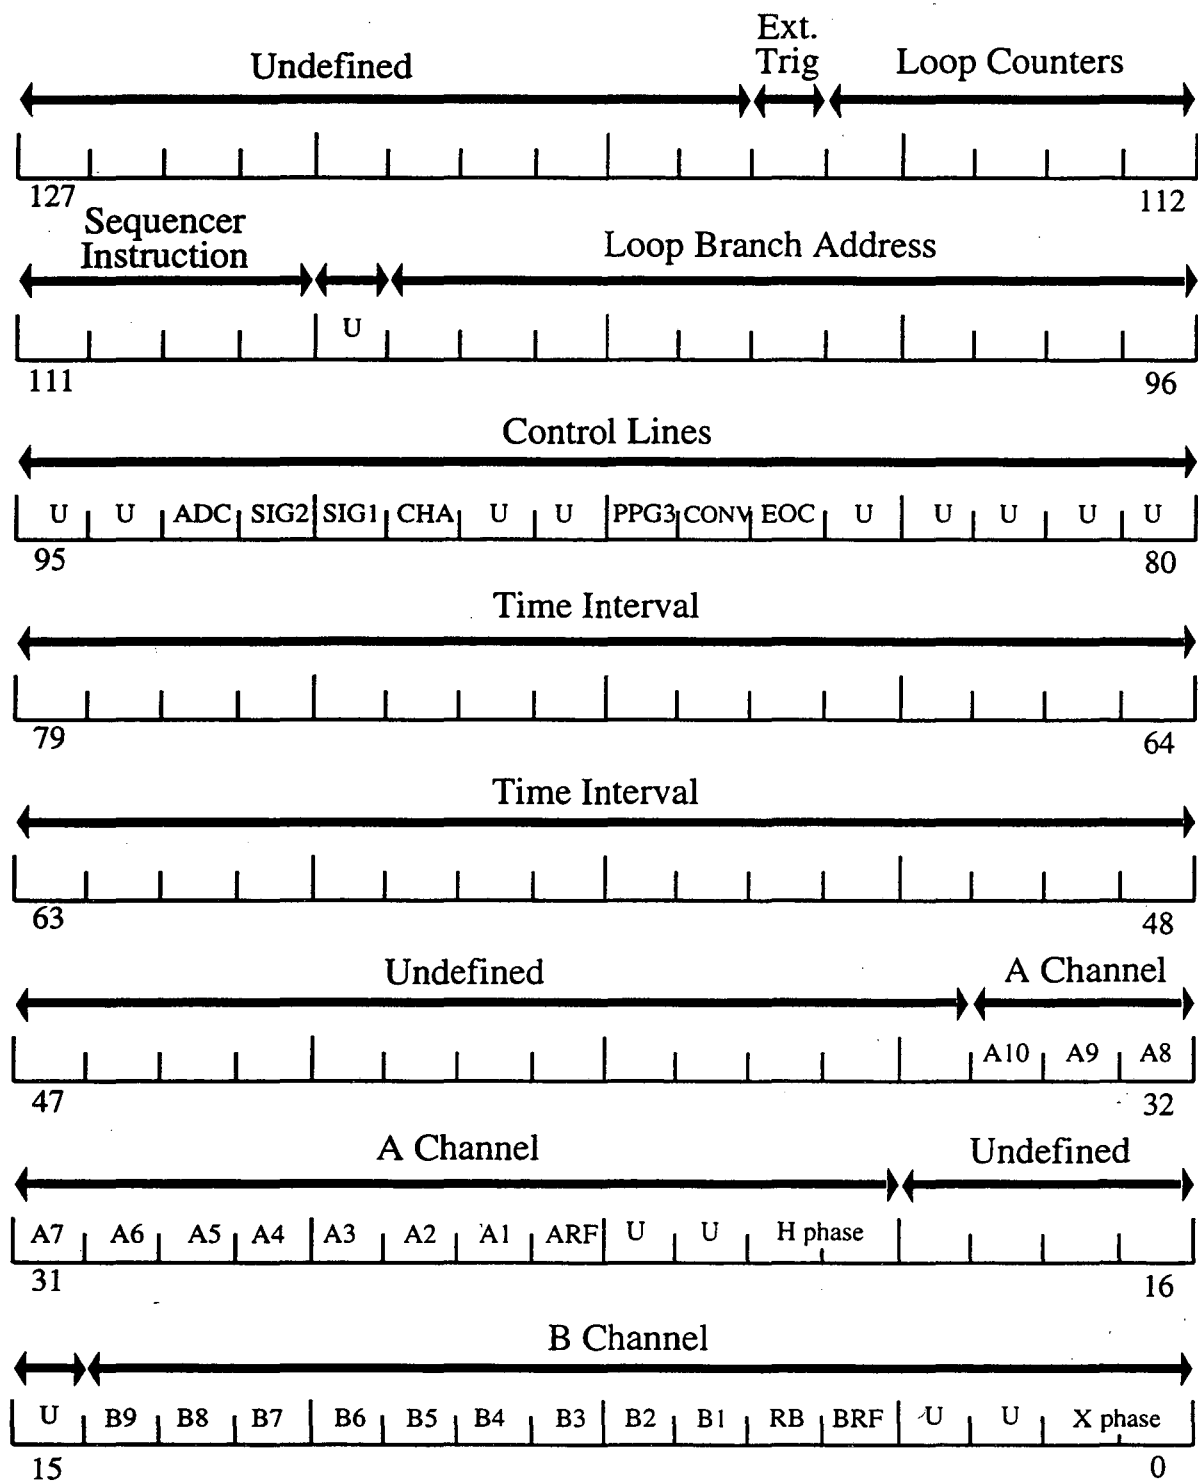 Undefined Ext. Trig Loop Counters
127 112
Sequencer Instruction Loop Branch Address
U
111 96
Control Lines
U U ADC SIG2 SIG1 CHA U U PPG3 CONV EOC U U U U U
95 80
Time Interval
79 64
Time Interval
63 48
Undefined A Channel
A10 A9 A8
47 32
A Channel Undefined
A7 A6 A5 A4 A3 A2 A1 ARF U U H phase
31 16
B Channel
U B9 B8 B7 B6 B5 B4 B3 B2 B1 RB BRF U U X phase
15 0